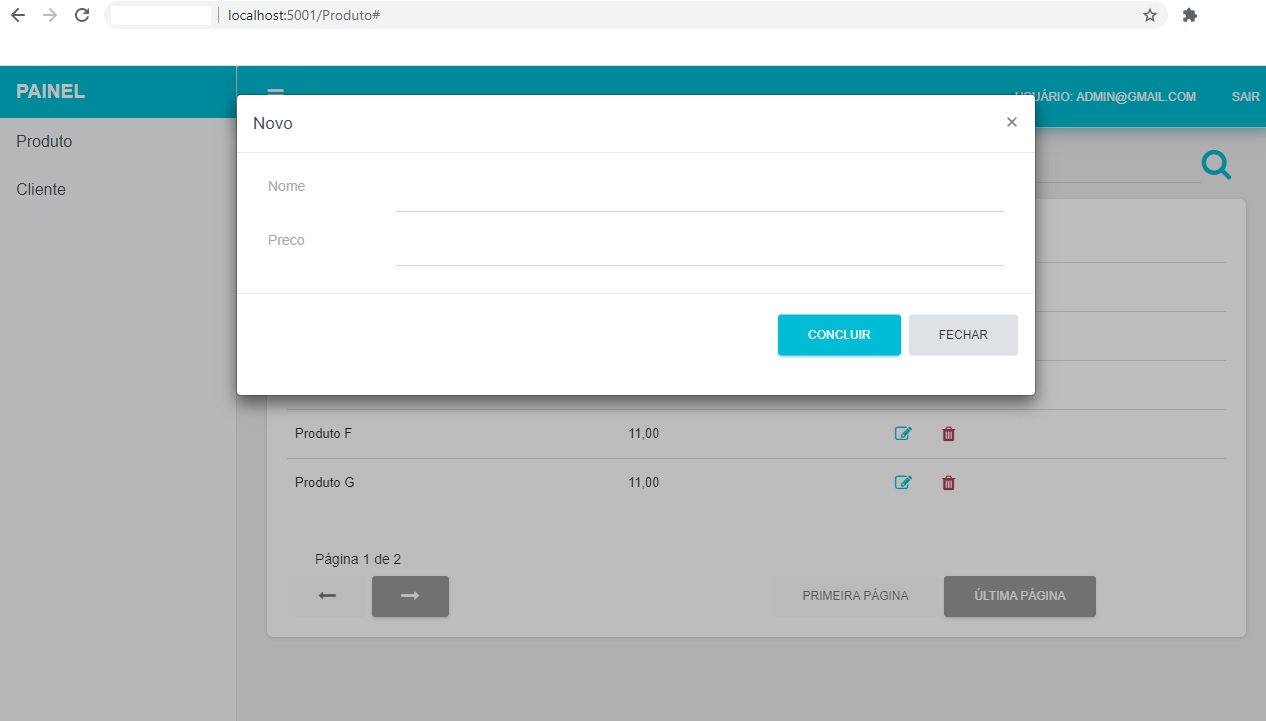 localhost:5001/Produto#
PAINEL
USUÁRIO: ADMIN@GMAIL.COM
SAIR
Produto
Cliente
Novo
×
Nome
Preco
CONCLUIR
FECHAR
Produto F 11,00
Produto G 11,00
Página 1 de 2
PRIMEIRA PÁGINA
ÚLTIMA PÁGINA